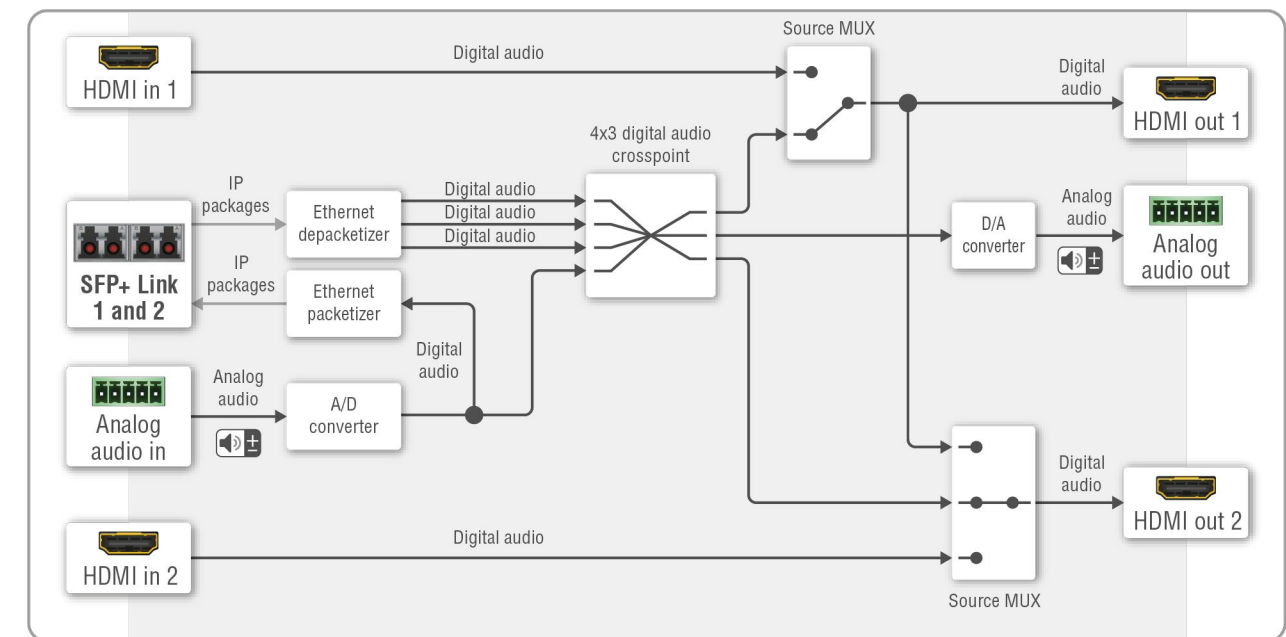 Source MUX
HDMI in 1
Digital audio
Digital
audio
HDMI out 1
4x3 digital audio
crosspoint
IP
packages
Ethernet
depacketizer
Digital audio
Digital audio
Digital audio
SFP+ Link
1 and 2
IP
packages
Ethernet
packetizer
D/A
converter
Analog
audio
Analog
audio out
Digital
audio
Analog
audio in
Analog
audio
A/D
converter
Digital
audio
HDMI out 2
HDMI in 2
Digital audio
Source MUX